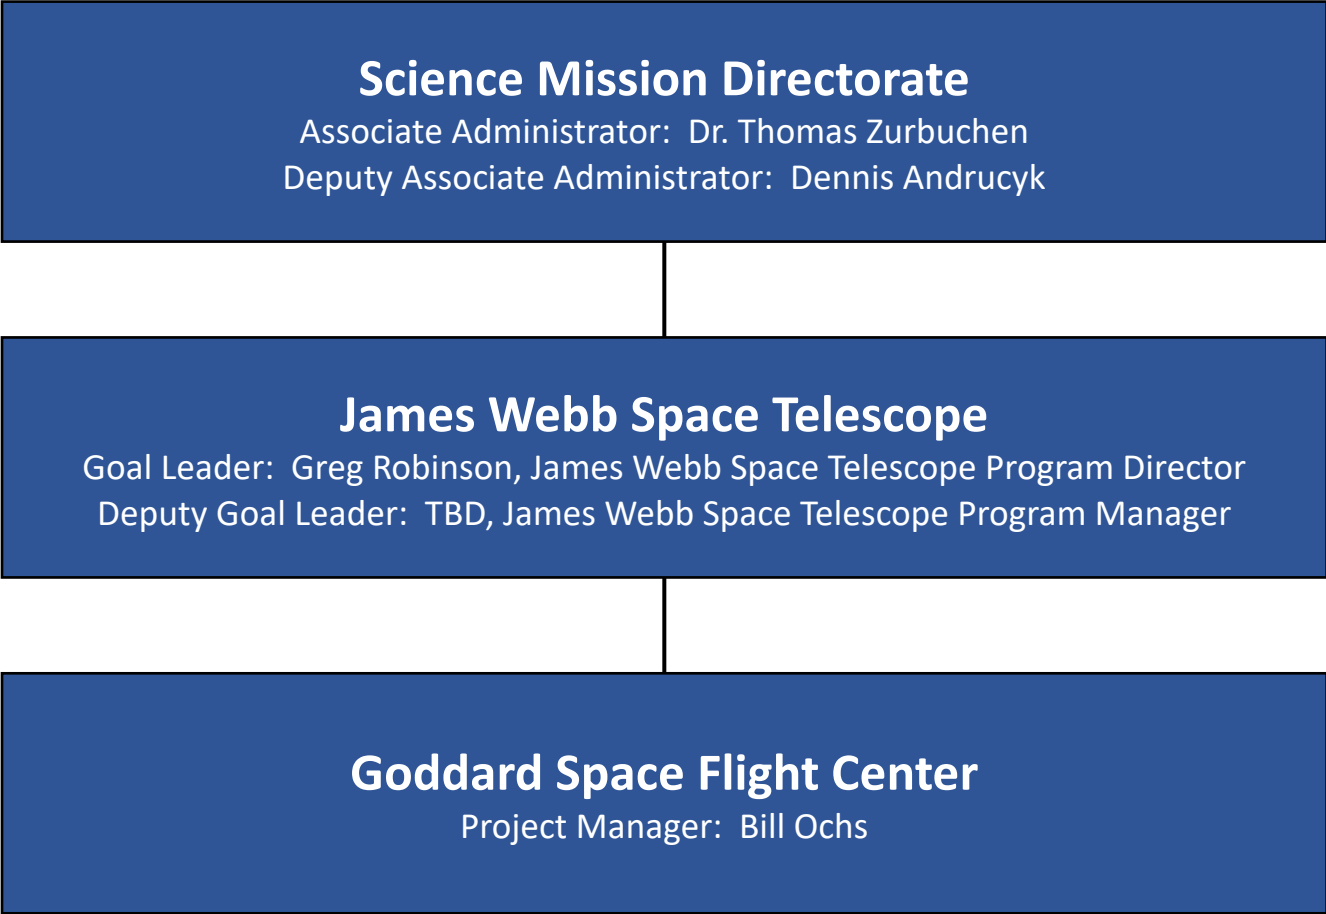 Science Mission Directorate
Associate Administrator:  Dr. Thomas Zurbuchen
Deputy Associate Administrator:  Dennis Andrucyk
James Webb Space Telescope
Goal Leader:  Greg Robinson, James Webb Space Telescope Program Director
Deputy Goal Leader:  TBD, James Webb Space Telescope Program Manager
Goddard Space Flight Center
Project Manager:  Bill Ochs